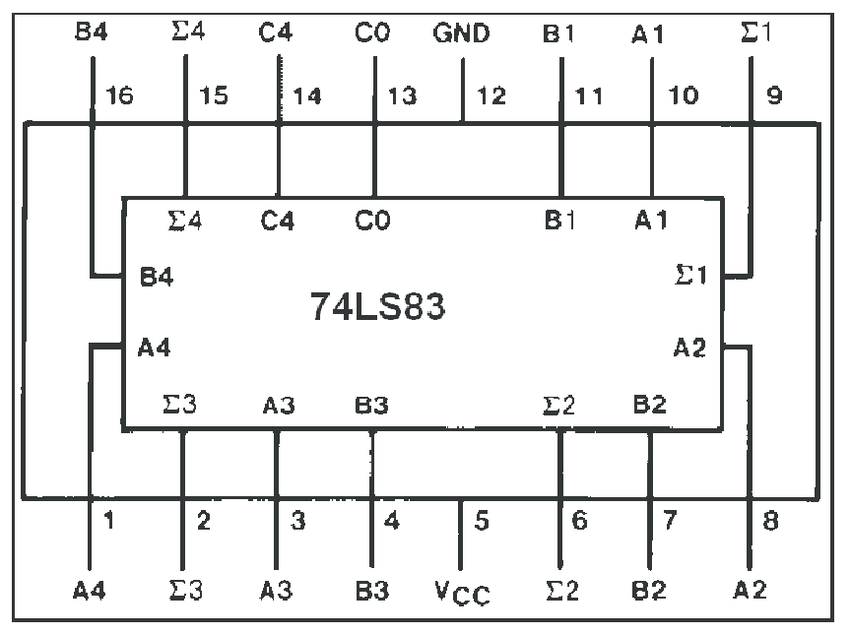 B4 Σ4 C4 C0 GND B1 A1 Σ1
16 15 14 13 12 11 10 9
Σ4 C4 C0 B1 A1
B4 Σ1
74LS83
A4 A2
Σ3 A3 B3 Σ2 B2
1 2 3 4 5 6 7 8
A4 Σ3 A3 B3 VCC Σ2 B2 A2